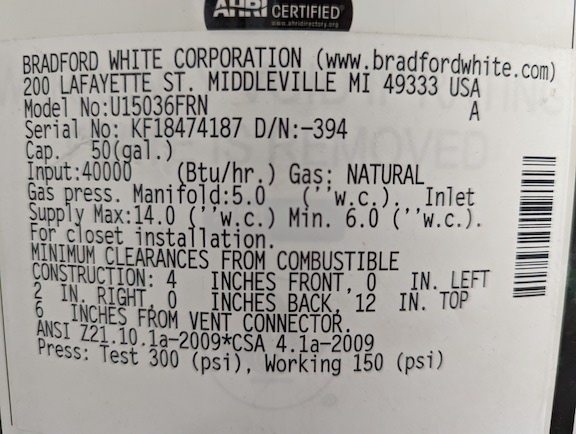 AHRI CERTIFIED
www.ahridirectory.org
BRADFORD WHITE CORPORATION (www.bradfordwhite.com)
200 LAFAYETTE ST. MIDDLEVILLE MI 49333 USA
Model No:U15036FRN A
Serial No: KF18474187 D/N:-394
Cap. 50(gal.)
Input:40000 (Btu/hr.) Gas: NATURAL
Gas press. Manifold:5.0 (''w.c.). Inlet
Supply Max:14.0 (''w.c.) Min. 6.0 (''w.c.).
For closet installation.
MINIMUM CLEARANCES FROM COMBUSTIBLE
CONSTRUCTION: 4 INCHES FRONT, 0 IN. LEFT
2 IN. RIGHT, 0 INCHES BACK, 12 IN. TOP
6 INCHES FROM VENT CONNECTOR.
ANSI Z21.10.1a-2009*CSA 4.1a-2009
Press: Test 300 (psi), Working 150 (psi)